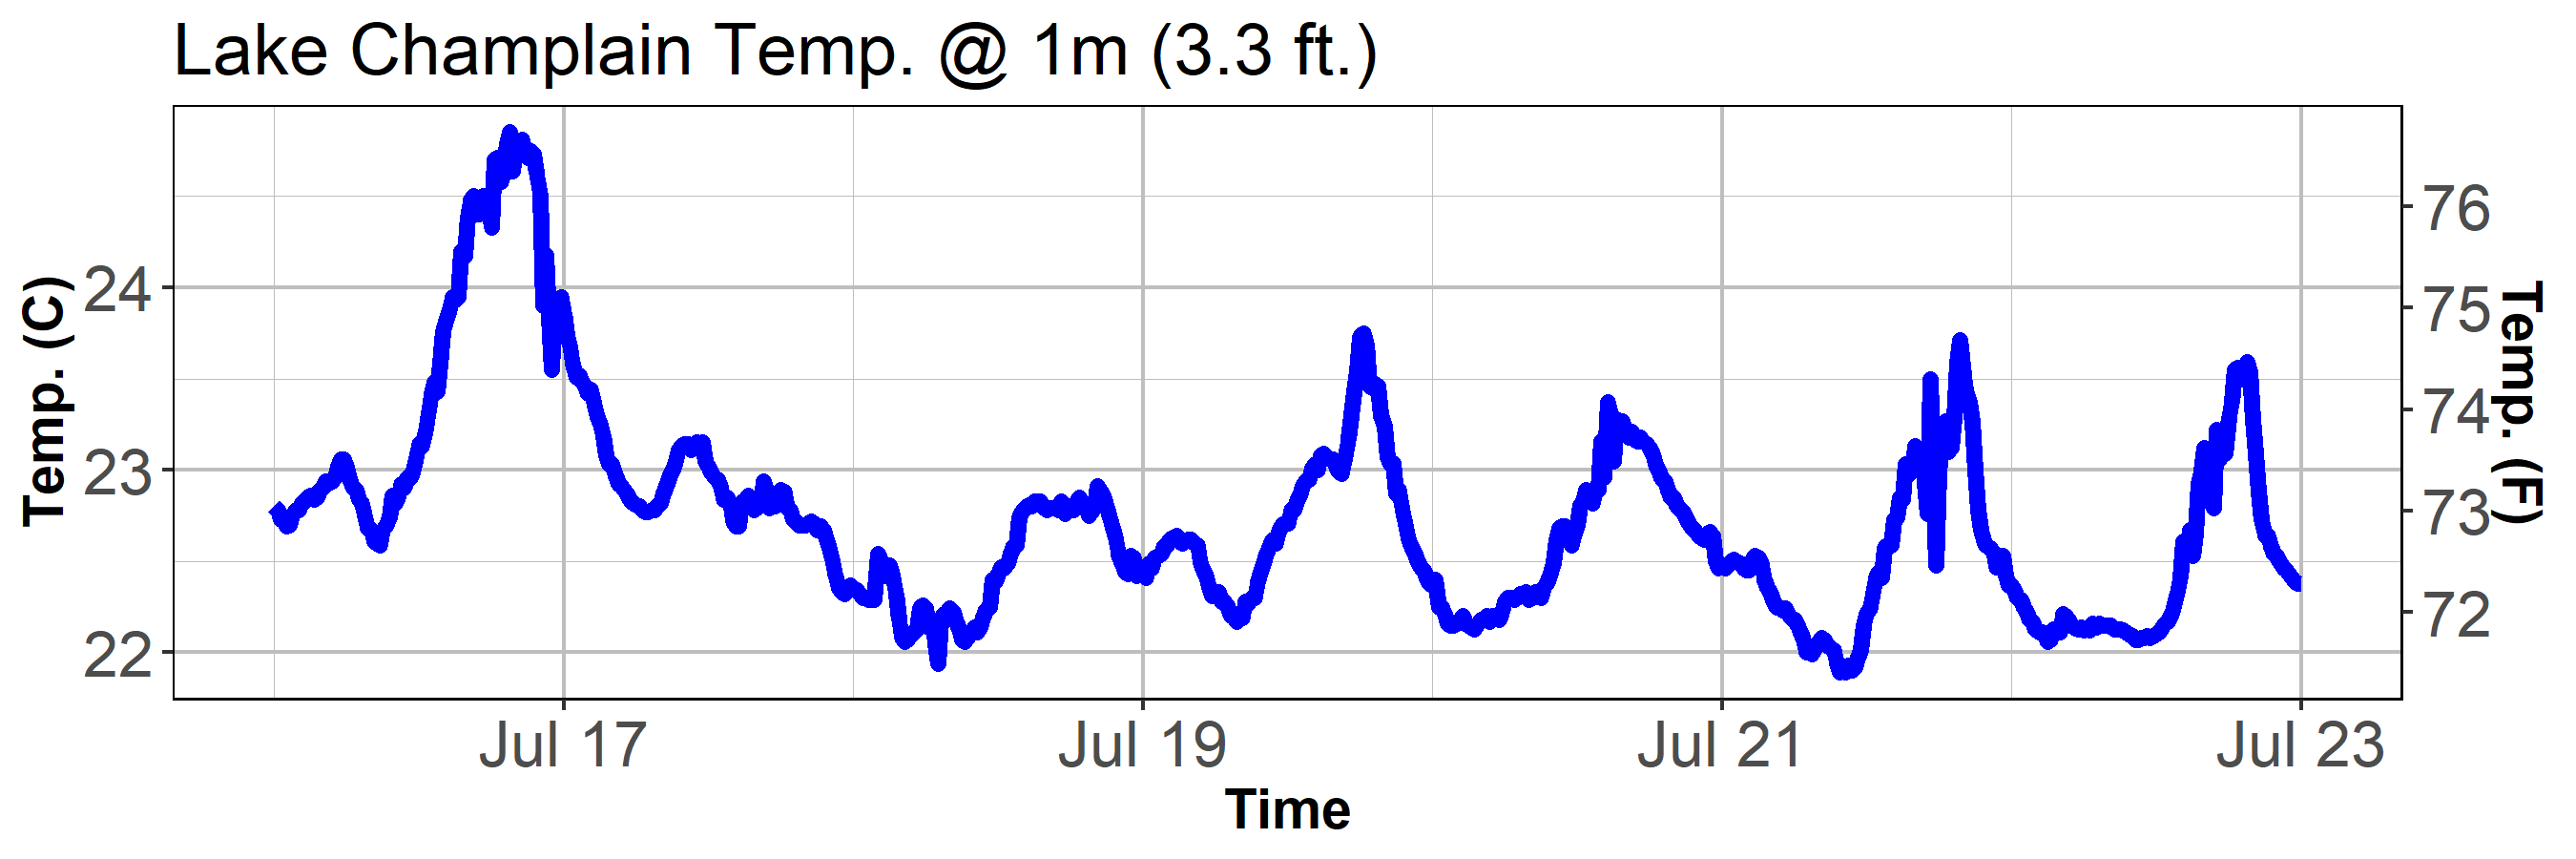 Lake Champlain Temp. @ 1m (3.3 ft.)
Temp. (C)
24
23
22
76
75
74
73
72
Temp. (F)
Jul 17
Jul 19
Jul 21
Jul 23
Time